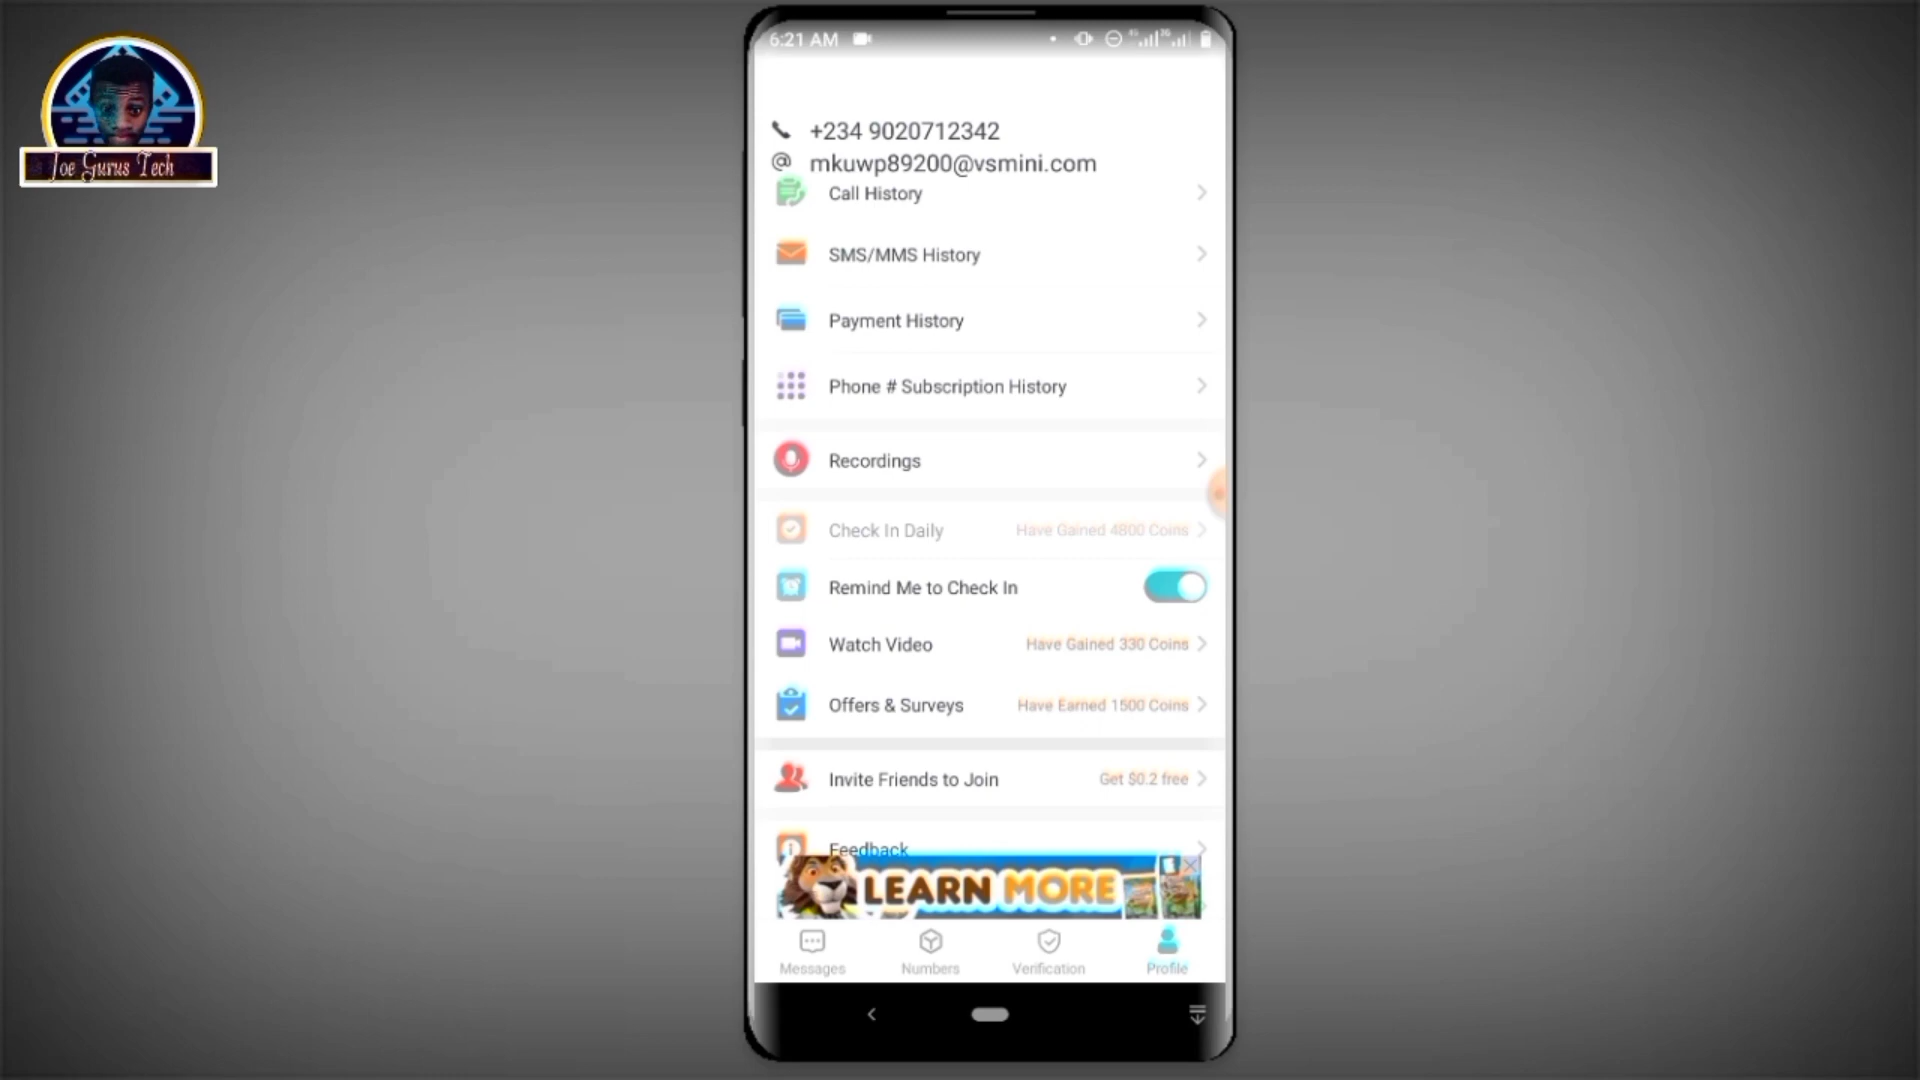 Joe Gurus Tech
6:21 AM
+234 9020712342
@ mkuwp89200@vsmini.com
Call History
SMS/MMS History
Payment History
Phone # Subscription History
Recordings
Check In Daily Have Gained 4800 Coins
Remind Me to Check In
Watch Video Have Gained 330 Coins
Offers & Surveys Have Earned 1500 Coins
Invite Friends to Join Get $0.2 free
Feedback
LEARN MORE
Messages Numbers Verification Profile